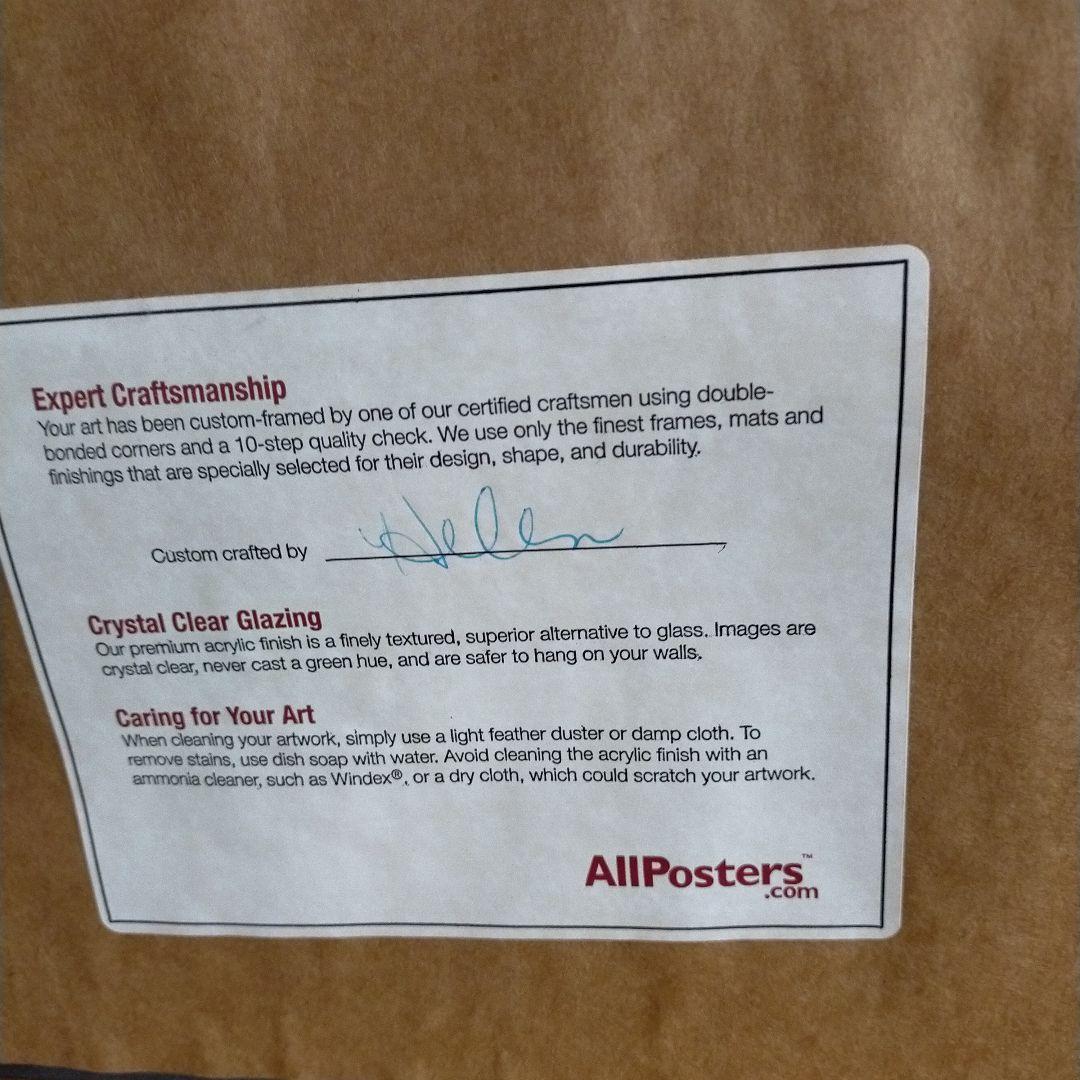 Expert Craftsmanship
Your art has been custom-framed by one of our certified craftsmen using double-
bonded corners and a 10-step quality check. We use only the finest frames, mats and
finishings that are specially selected for their design, shape, and durability.
Custom crafted by Helen
Crystal Clear Glazing
Our premium acrylic finish is a finely textured, superior alternative to glass. Images are
crystal clear, never cast a green hue, and are safer to hang on your walls.
Caring for Your Art
When cleaning your artwork, simply use a light feather duster or damp cloth. To
remove stains, use dish soap with water. Avoid cleaning the acrylic finish with an
ammonia cleaner, such as Windex®, or a dry cloth, which could scratch your artwork.
AllPosters™
.com